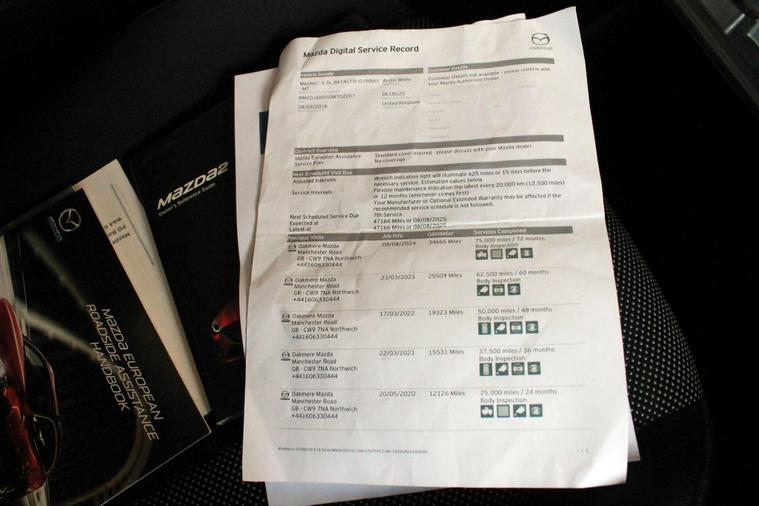 Mazda Digital Service Record
Vehicle Details
Customer Details
Arctic White
Customer Details not available - please confirm with
your Mazda Authorised Dealer
28/03/2018
United Kingdom
Contract Overview
Mazda European Assistance
Standard cover expired - please discuss with your Mazda dealer
Service Plan
No coverage
Next Scheduled Visit Due
Adjusted Intervals
Wrench indication light will illuminate 625 miles or 15 days before the
necessary service. Estimation values below
Service Intervals
Flexible maintenance indication the latest every 20,000 km (12,500 miles)
or 12 months (whichever comes first)
Your Manufacturer or Optional Extended Warranty may be affected if the
recommended service schedule is not followed.
Next Scheduled Service Due
7th Service
Expected at
47166 Miles or 08/08/2025
Latest at
47166 Miles or 08/08/2025
Previous Visits
Job Info
Odometer
Services Completed
Oakmere Mazda
Manchester Road
GB - CW9 7NA Northwich
+441606330444
08/08/2024
34666 Miles
75,000 miles / 72 months
Body Inspection
Oakmere Mazda
Manchester Road
GB - CW9 7NA Northwich
+441606330444
23/03/2023
25509 Miles
62,500 miles / 60 months
Body Inspection
Oakmere Mazda
Manchester Road
GB - CW9 7NA Northwich
+441606330444
17/03/2022
19323 Miles
50,000 miles / 48 months
Body Inspection
Oakmere Mazda
Manchester Road
GB - CW9 7NA Northwich
+441606330444
22/03/2021
15531 Miles
37,500 miles / 36 months
Body Inspection
Oakmere Mazda
Manchester Road
GB - CW9 7NA Northwich
+441606330444
20/05/2020
12126 Miles
25,000 miles / 24 months
Body Inspection
mazda2
Owner's Reference Guide
mazda
MAZDA EUROPEAN
ROADSIDE ASSISTANCE
HANDBOOK